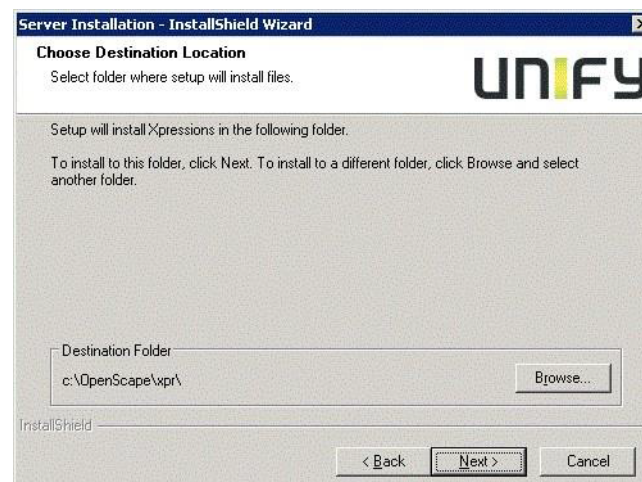 Server Installation - InstallShield Wizard
Choose Destination Location
Select folder where setup will install files.
UNIFY
Setup will install Xpressions in the following folder.
To install to this folder, click Next. To install to a different folder, click Browse and select
another folder.
Destination Folder
c:\OpenScape\xpr\
Browse...
InstallShield
< Back
Next >
Cancel